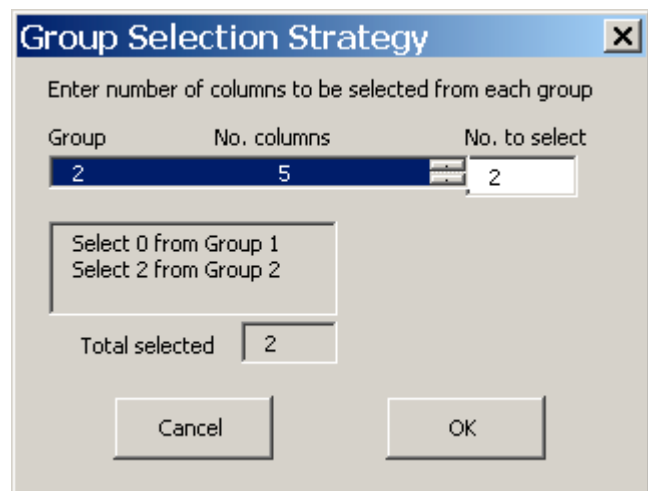 Group Selection Strategy
Enter number of columns to be selected from each group
Group No. columns No. to select
2 5 2
Select 0 from Group 1
Select 2 from Group 2
Total selected 2
Cancel OK